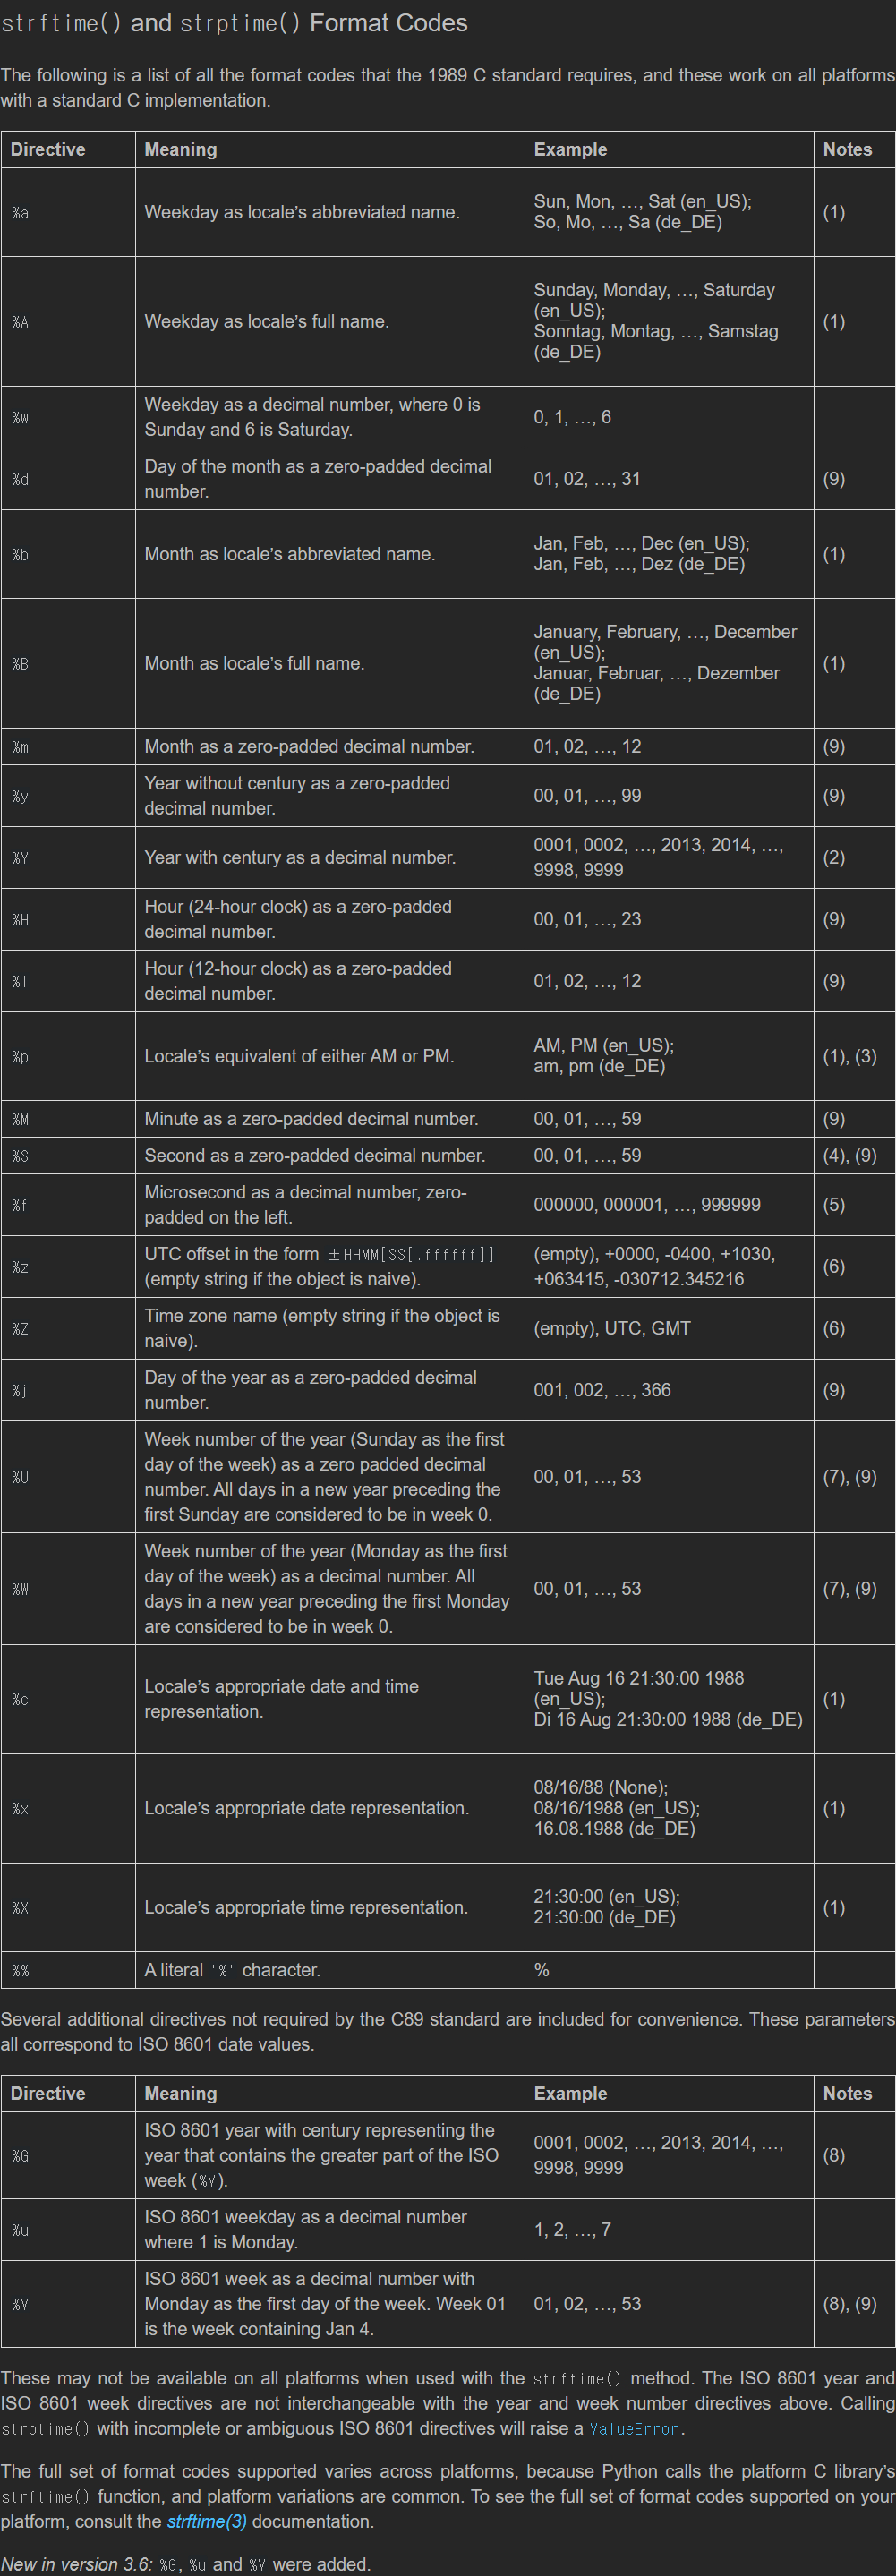 strftime() and strptime() Format Codes
The following is a list of all the format codes that the 1989 C standard requires, and these work on all platforms
with a standard C implementation.
Directive Meaning Example Notes
%a Weekday as locale’s abbreviated name. Sun, Mon, …, Sat (en_US);
So, Mo, …, Sa (de_DE) (1)
%A Weekday as locale’s full name. Sunday, Monday, …, Saturday
(en_US);
Sonntag, Montag, …, Samstag
(de_DE) (1)
%w Weekday as a decimal number, where 0 is
Sunday and 6 is Saturday. 0, 1, …, 6
%d Day of the month as a zero-padded decimal
number. 01, 02, …, 31 (9)
%b Month as locale’s abbreviated name. Jan, Feb, …, Dec (en_US);
Jan, Feb, …, Dez (de_DE) (1)
%B Month as locale’s full name. January, February, …, December
(en_US);
Januar, Februar, …, Dezember
(de_DE) (1)
%m Month as a zero-padded decimal number. 01, 02, …, 12 (9)
%y Year without century as a zero-padded
decimal number. 00, 01, …, 99 (9)
%Y Year with century as a decimal number. 0001, 0002, …, 2013, 2014, …,
9998, 9999 (2)
%H Hour (24-hour clock) as a zero-padded
decimal number. 00, 01, …, 23 (9)
%I Hour (12-hour clock) as a zero-padded
decimal number. 01, 02, …, 12 (9)
%p Locale’s equivalent of either AM or PM. AM, PM (en_US);
am, pm (de_DE) (1), (3)
%M Minute as a zero-padded decimal number. 00, 01, …, 59 (9)
%S Second as a zero-padded decimal number. 00, 01, …, 59 (4), (9)
%f Microsecond as a decimal number, zero-
padded on the left. 000000, 000001, …, 999999 (5)
%z UTC offset in the form ±HHMM[SS[.ffffff]]
(empty string if the object is naive). (empty), +0000, -0400, +1030,
+063415, -030712.345216 (6)
%Z Time zone name (empty string if the object is
naive). (empty), UTC, GMT (6)
%j Day of the year as a zero-padded decimal
number. 001, 002, …, 366 (9)
%U Week number of the year (Sunday as the first
day of the week) as a zero padded decimal
number. All days in a new year preceding the
first Sunday are considered to be in week 0. 00, 01, …, 53 (7), (9)
%W Week number of the year (Monday as the first
day of the week) as a decimal number. All
days in a new year preceding the first Monday
are considered to be in week 0. 00, 01, …, 53 (7), (9)
%c Locale’s appropriate date and time
representation. Tue Aug 16 21:30:00 1988
(en_US);
Di 16 Aug 21:30:00 1988 (de_DE) (1)
%x Locale’s appropriate date representation. 08/16/88 (None);
08/16/1988 (en_US);
16.08.1988 (de_DE) (1)
%X Locale’s appropriate time representation. 21:30:00 (en_US);
21:30:00 (de_DE) (1)
%% A literal '%' character. %
Several additional directives not required by the C89 standard are included for convenience. These parameters
all correspond to ISO 8601 date values.
Directive Meaning Example Notes
%G ISO 8601 year with century representing the
year that contains the greater part of the ISO
week (%V). 0001, 0002, …, 2013, 2014, …,
9998, 9999 (8)
%u ISO 8601 weekday as a decimal number
where 1 is Monday. 1, 2, …, 7
%V ISO 8601 week as a decimal number with
Monday as the first day of the week. Week 01
is the week containing Jan 4. 01, 02, …, 53 (8), (9)
These may not be available on all platforms when used with the strftime() method. The ISO 8601 year and
ISO 8601 week directives are not interchangeable with the year and week number directives above. Calling
strptime() with incomplete or ambiguous ISO 8601 directives will raise a ValueError.
The full set of format codes supported varies across platforms, because Python calls the platform C library’s
strftime() function, and platform variations are common. To see the full set of format codes supported on your
platform, consult the strftime(3) documentation.
New in version 3.6: %G, %u and %V were added.